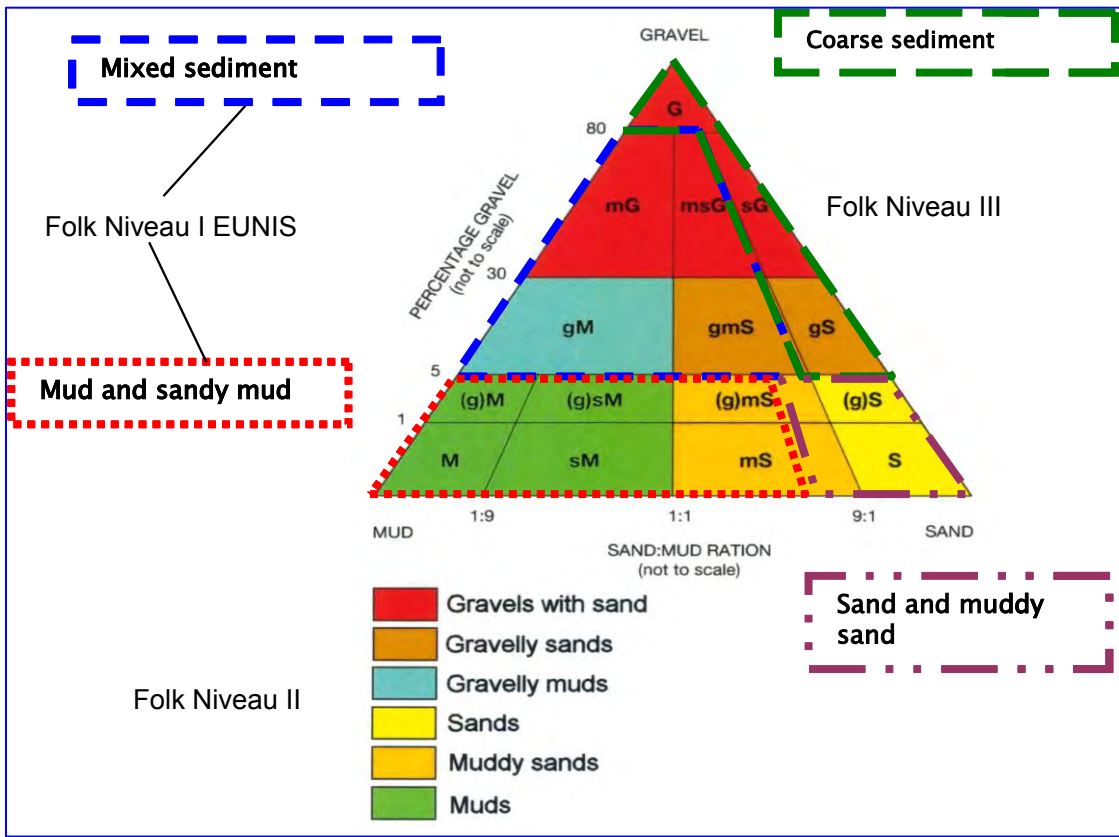 Mixed sediment
GRAVEL
Coarse sediment
G
80
PERCENTAGE GRAVEL
(not to scale)
mG
msG
sG
Folk Niveau III
Folk Niveau I EUNIS
30
gM
gmS
gS
5
Mud and sandy mud
(g)M
(g)sM
(g)mS
(g)S
1
M
sM
mS
S
MUD
1:9
1:1
9:1
SAND
SAND:MUD RATION
(not to scale)
Gravels with sand
Gravelly sands
Gravelly muds
Sands
Muddy sands
Muds
Sand and muddy
sand
Folk Niveau II